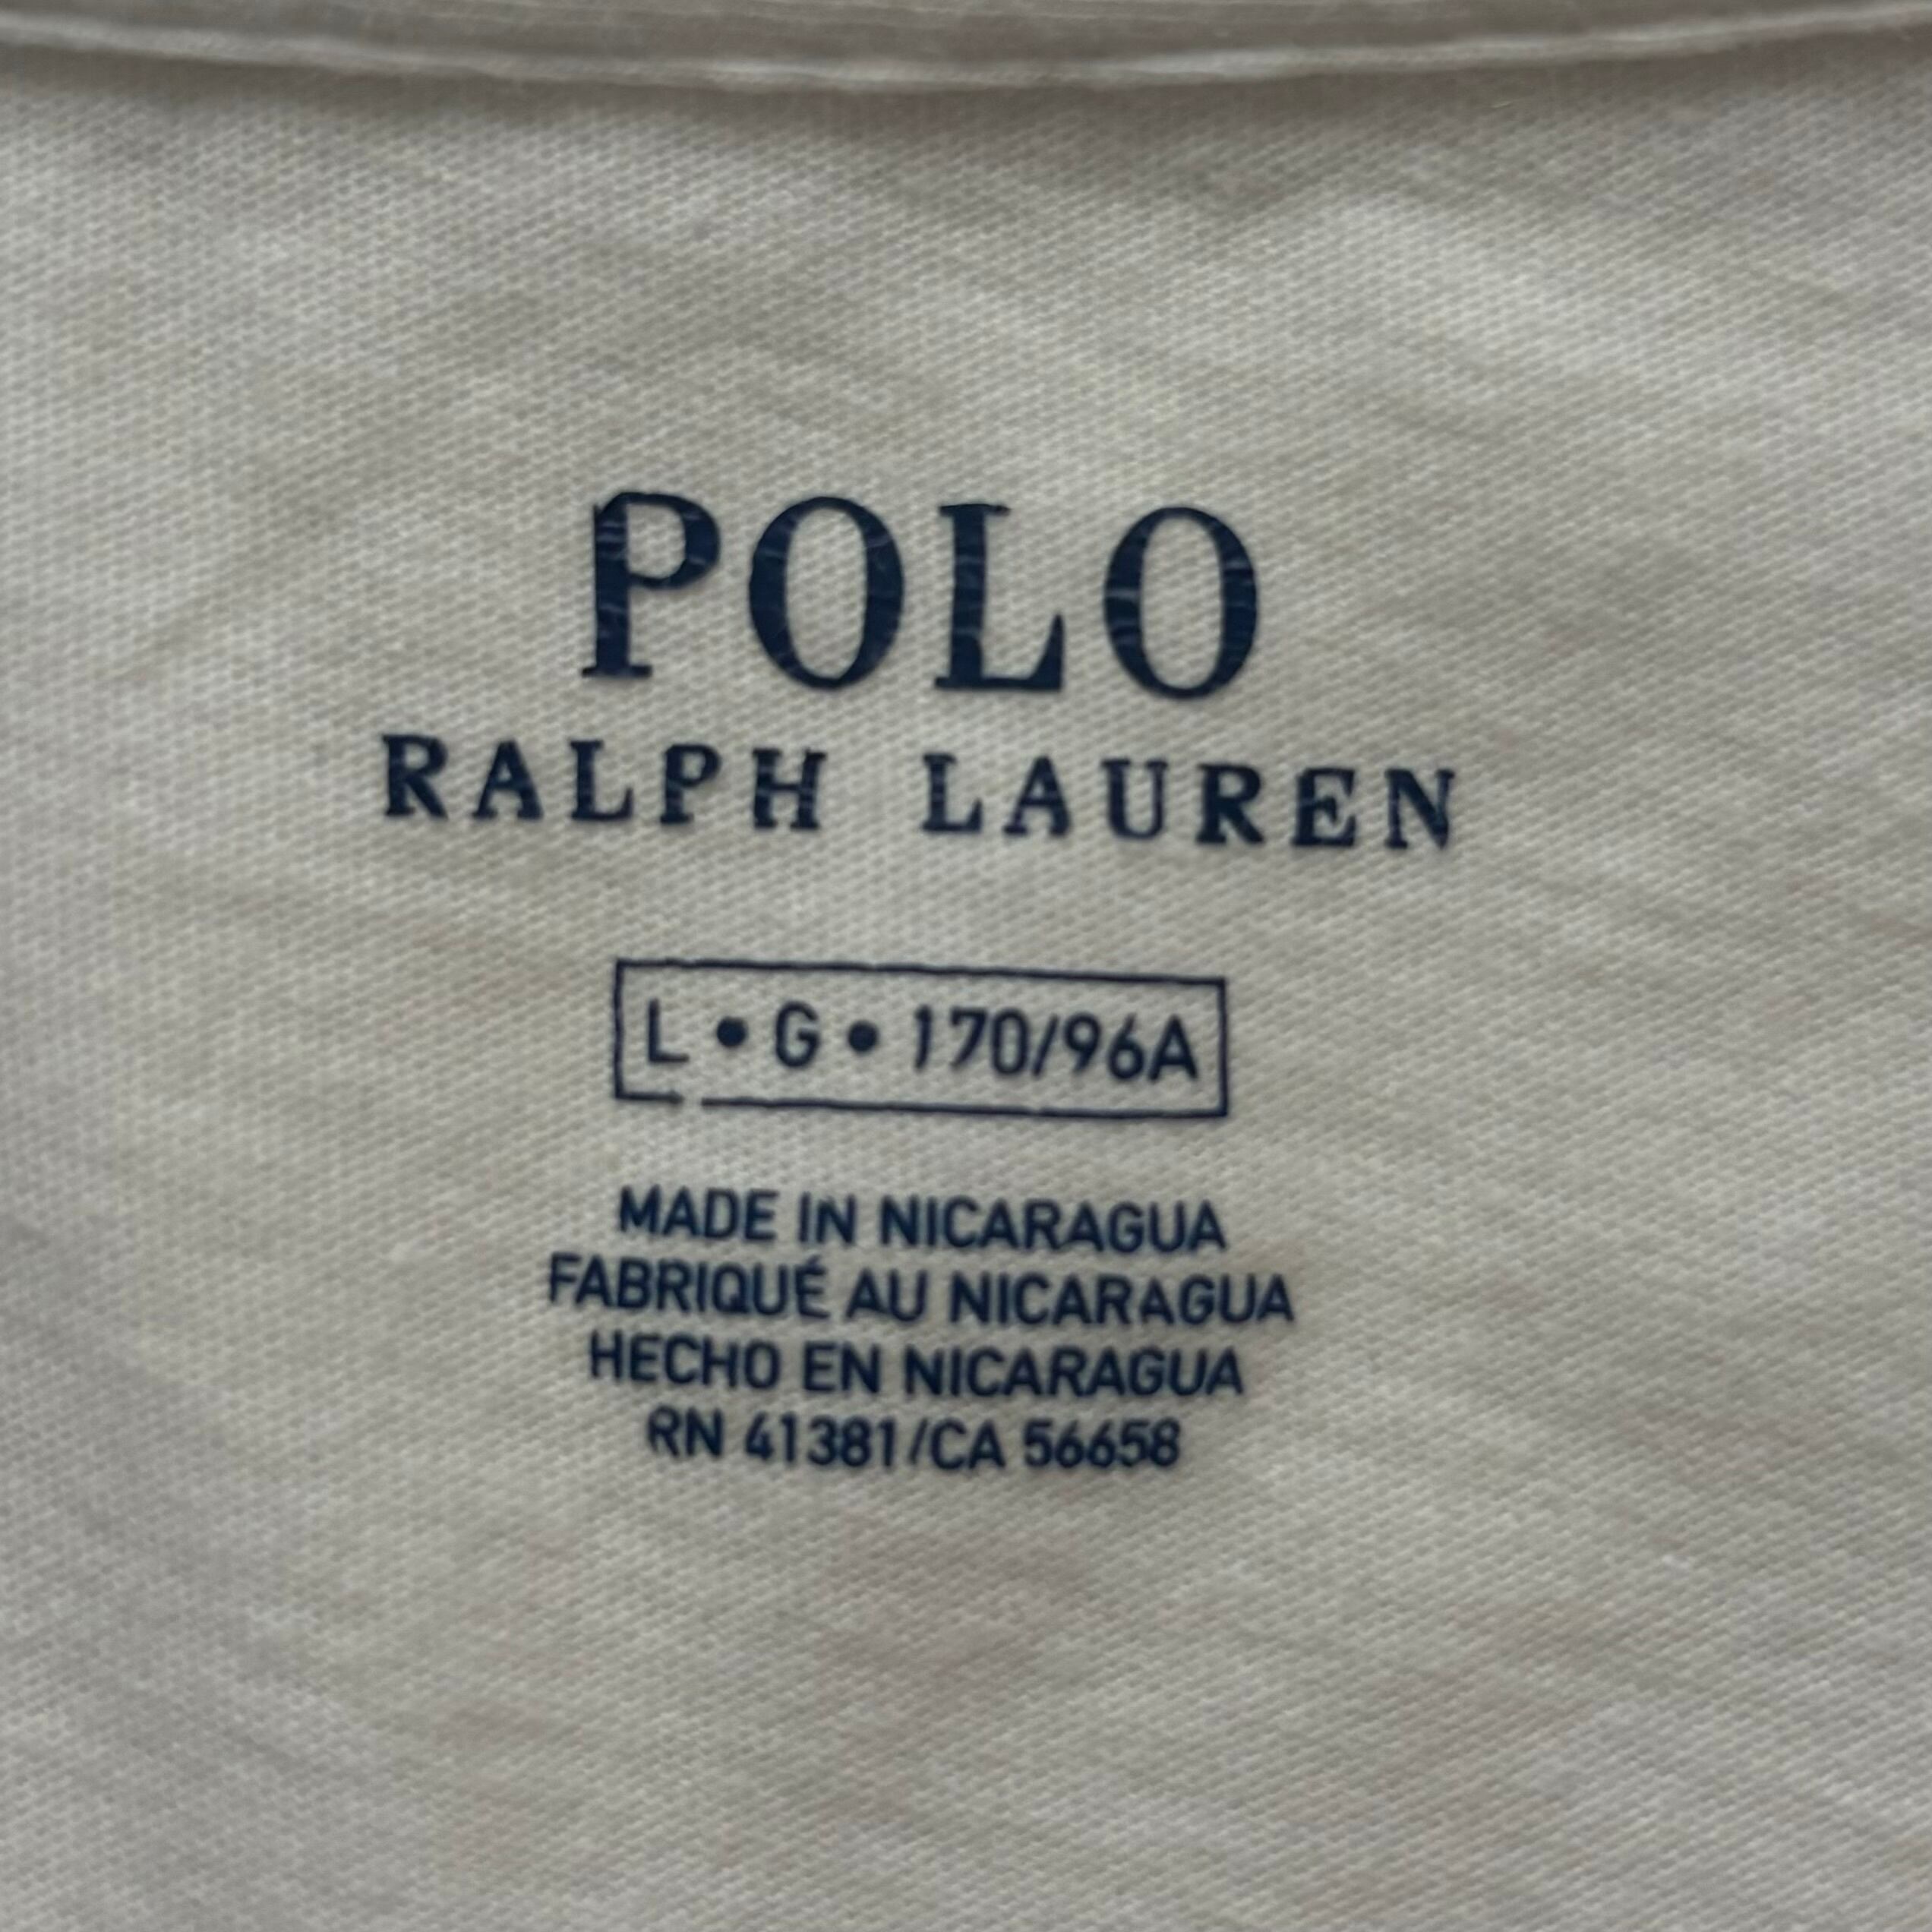 POLO
RALPH LAUREN
L • G • 170/96A
MADE IN NICARAGUA
FABRIQUÉ AU NICARAGUA
HECHO EN NICARAGUA
RN 41381/CA 56658